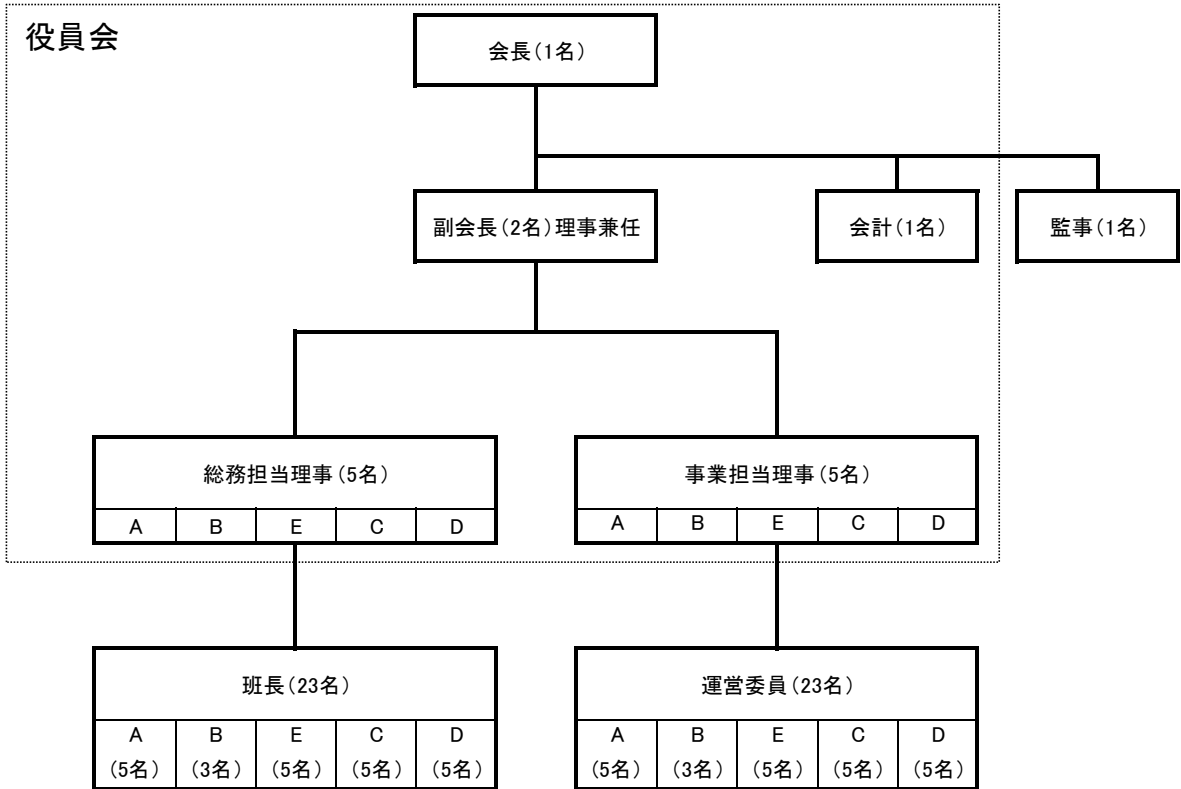 役員会
会長(1名)
副会長(2名)理事兼任
会計(1名)
監事(1名)
総務担当理事(5名)
A B E C D
事業担当理事(5名)
A B E C D
班長(23名)
A B E C D
(5名) (3名) (5名) (5名) (5名)
運営委員(23名)
A B E C D
(5名) (3名) (5名) (5名) (5名)